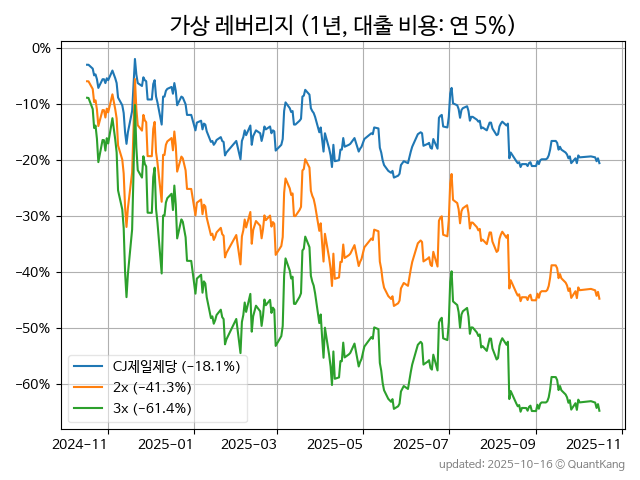 가상 레버리지 (1년, 대출 비용: 연 5%)
0%
−10%
−20%
−30%
−40%
−50%
−60%
CJ제일제당 (−18.1%)
2x (−41.3%)
3x (−61.4%)
2024-11 2025-01 2025-03 2025-05 2025-07 2025-09 2025-11
updated: 2025-10-16 © QuantKang